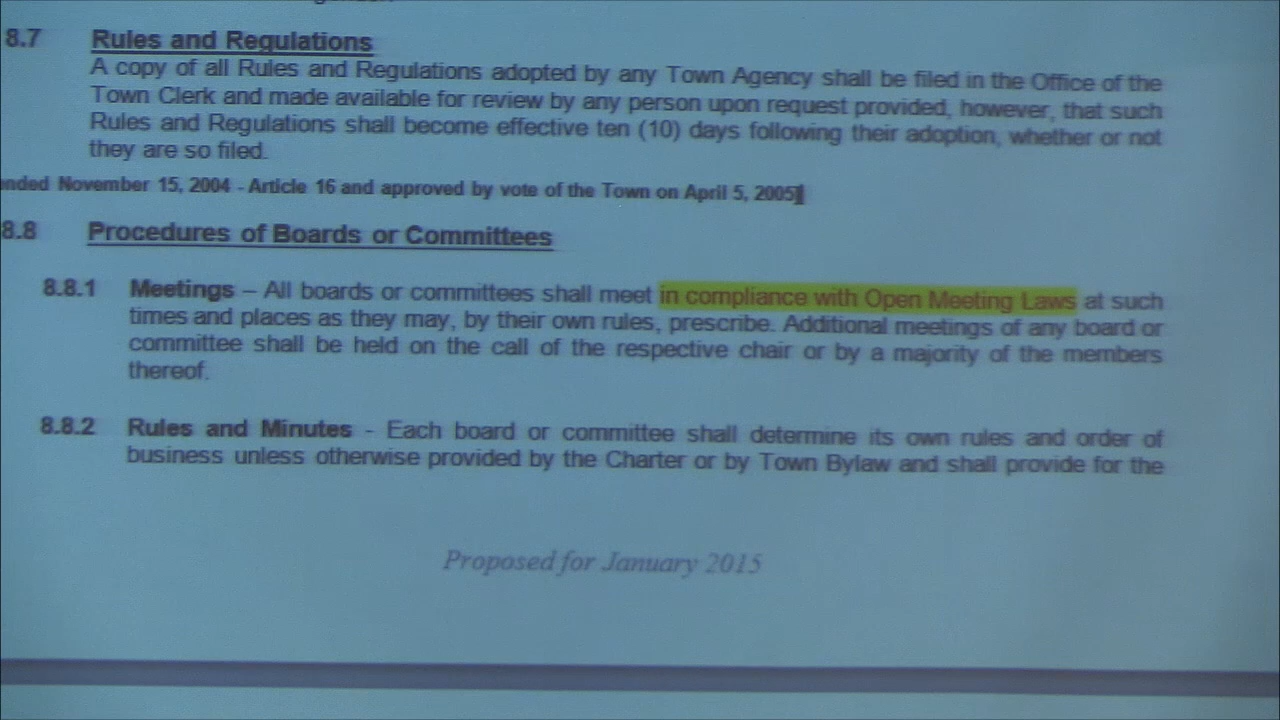 8.7 Rules and Regulations
A copy of all Rules and Regulations adopted by any Town Agency shall be filed in the Office of the
Town Clerk and made available for review by any person upon request provided, however, that such
Rules and Regulations shall become effective ten (10) days following their adoption, whether or not
they are so filed.
ended November 15, 2004 - Article 16 and approved by vote of the Town on April 5, 2005]
8.8 Procedures of Boards or Committees
8.8.1 Meetings – All boards or committees shall meet in compliance with Open Meeting Laws at such
times and places as they may, by their own rules, prescribe. Additional meetings of any board or
committee shall be held on the call of the respective chair or by a majority of the members
thereof.
8.8.2 Rules and Minutes - Each board or committee shall determine its own rules and order of
business unless otherwise provided by the Charter or by Town Bylaw and shall provide for the
Proposed for January 2015